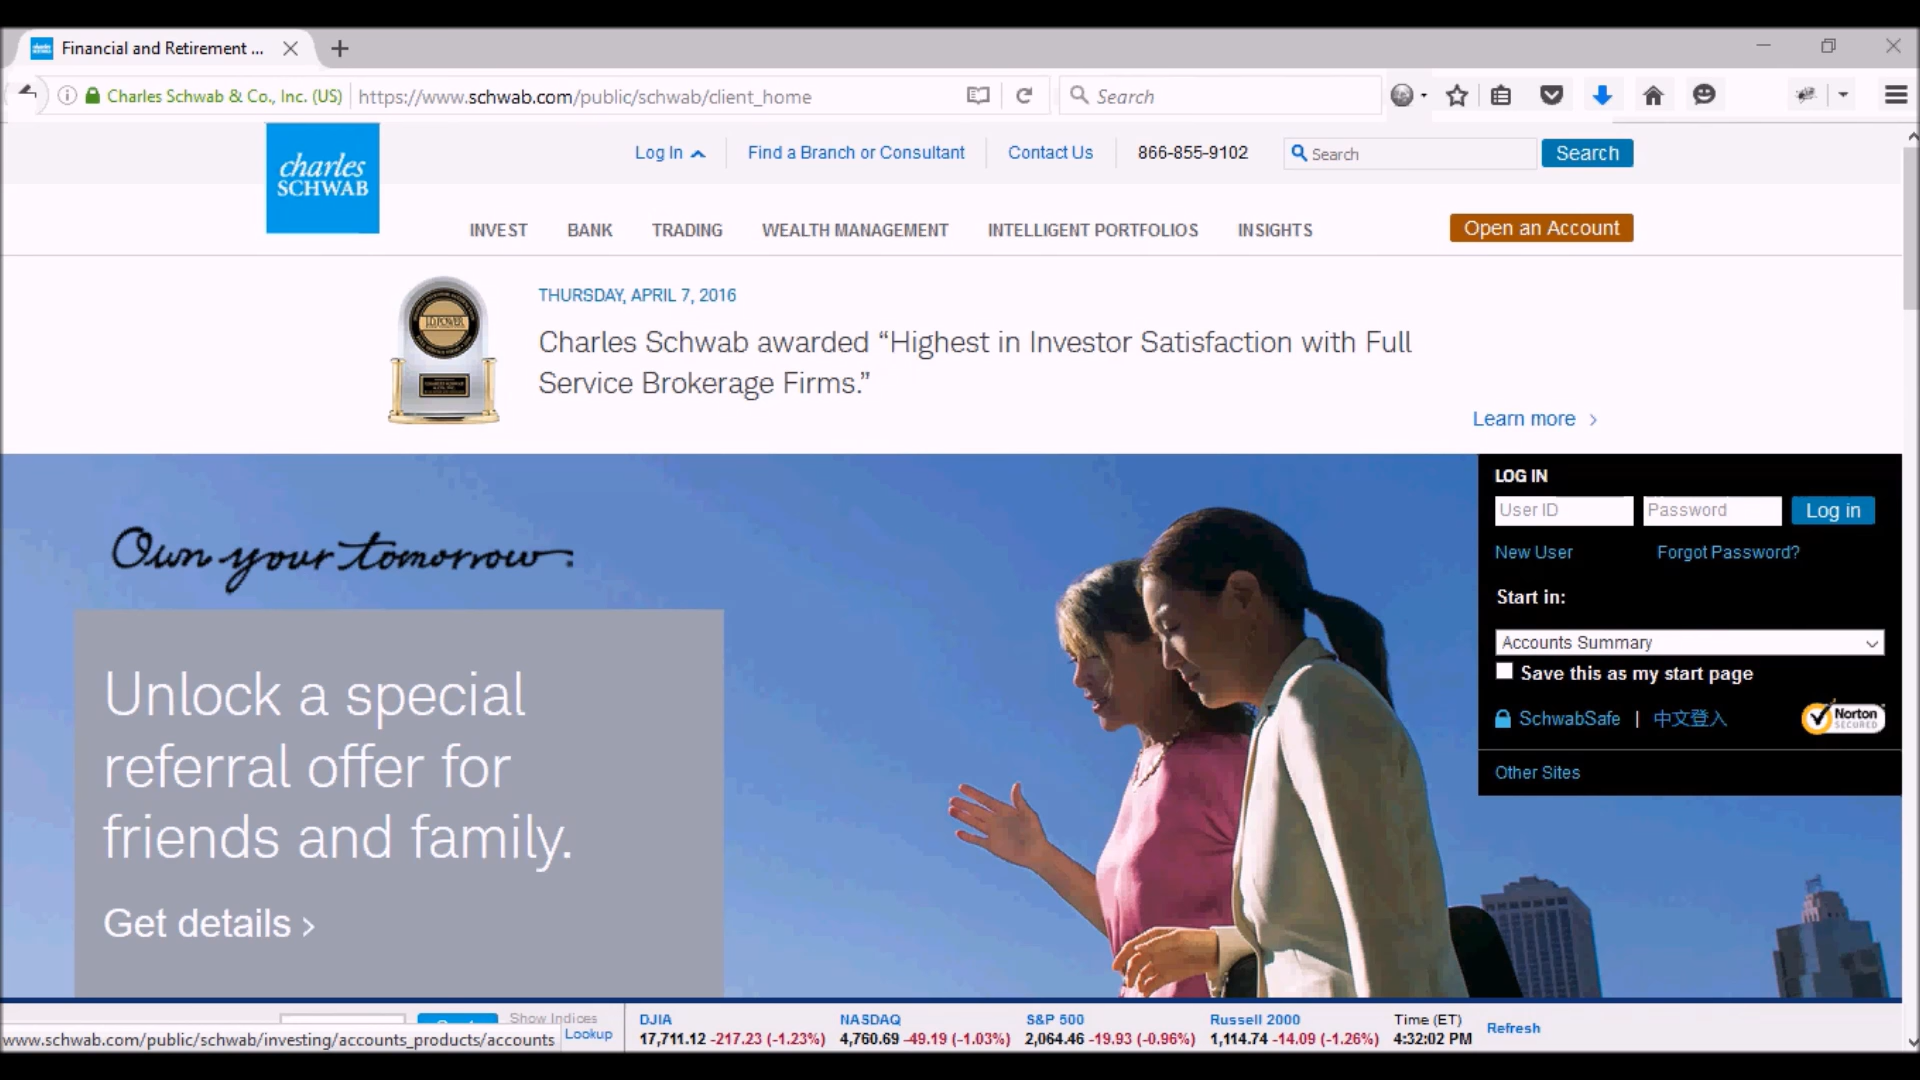 Financial and Retirement ...
Charles Schwab & Co., Inc. (US)
https://www.schwab.com/public/schwab/client_home
Search
charles
SCHWAB
Log In
Find a Branch or Consultant
Contact Us
866-855-9102
Search
Search
INVEST
BANK
TRADING
WEALTH MANAGEMENT
INTELLIGENT PORTFOLIOS
INSIGHTS
Open an Account
J.D. POWER
THURSDAY, APRIL 7, 2016
Charles Schwab awarded “Highest in Investor Satisfaction with Full
Service Brokerage Firms.”
Learn more >
Own your tomorrow.
Unlock a special
referral offer for
friends and family.
Get details >
LOG IN
User ID
Password
Log in
New User
Forgot Password?
Start in:
Accounts Summary
Save this as my start page
SchwabSafe | 中文登入
Norton
SECURED
Other Sites
Show Indices
Lookup
www.schwab.com/public/schwab/investing/accounts_products/accounts
DJIA
17,711.12 -217.23 (-1.23%)
NASDAQ
4,760.69 -49.19 (-1.03%)
S&P 500
2,064.46 -19.93 (-0.96%)
Russell 2000
1,114.74 -14.09 (-1.26%)
Time (ET)
4:32:02 PM
Refresh